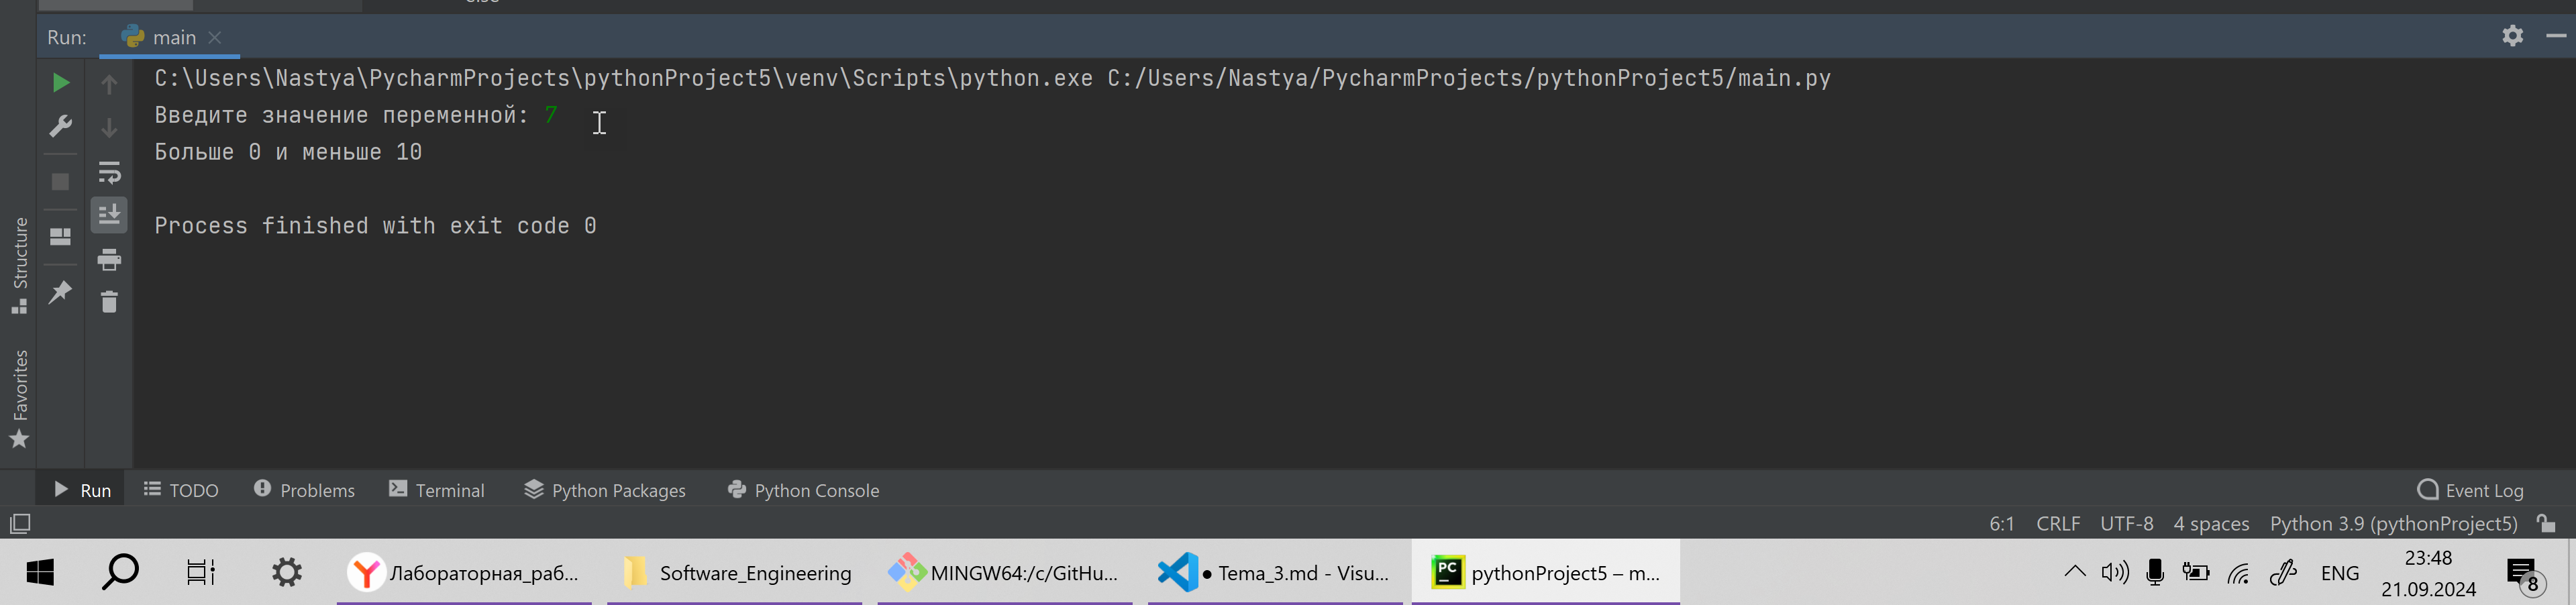 Run: main
C:\Users\Nastya\PycharmProjects\pythonProject5\venv\Scripts\python.exe C:/Users/Nastya/PycharmProjects/pythonProject5/main.py
Введите значение переменной: 7
Больше 0 и меньше 10
Process finished with exit code 0
Structure
Favorites
Run TODO Problems Terminal Python Packages Python Console Event Log
6:1 CRLF UTF-8 4 spaces Python 3.9 (pythonProject5)
Лабораторная_раб... Software_Engineering MINGW64:/c/GitHu... ● Tema_3.md - Visu... PC pythonProject5 – m... ENG 23:48
21.09.2024 8